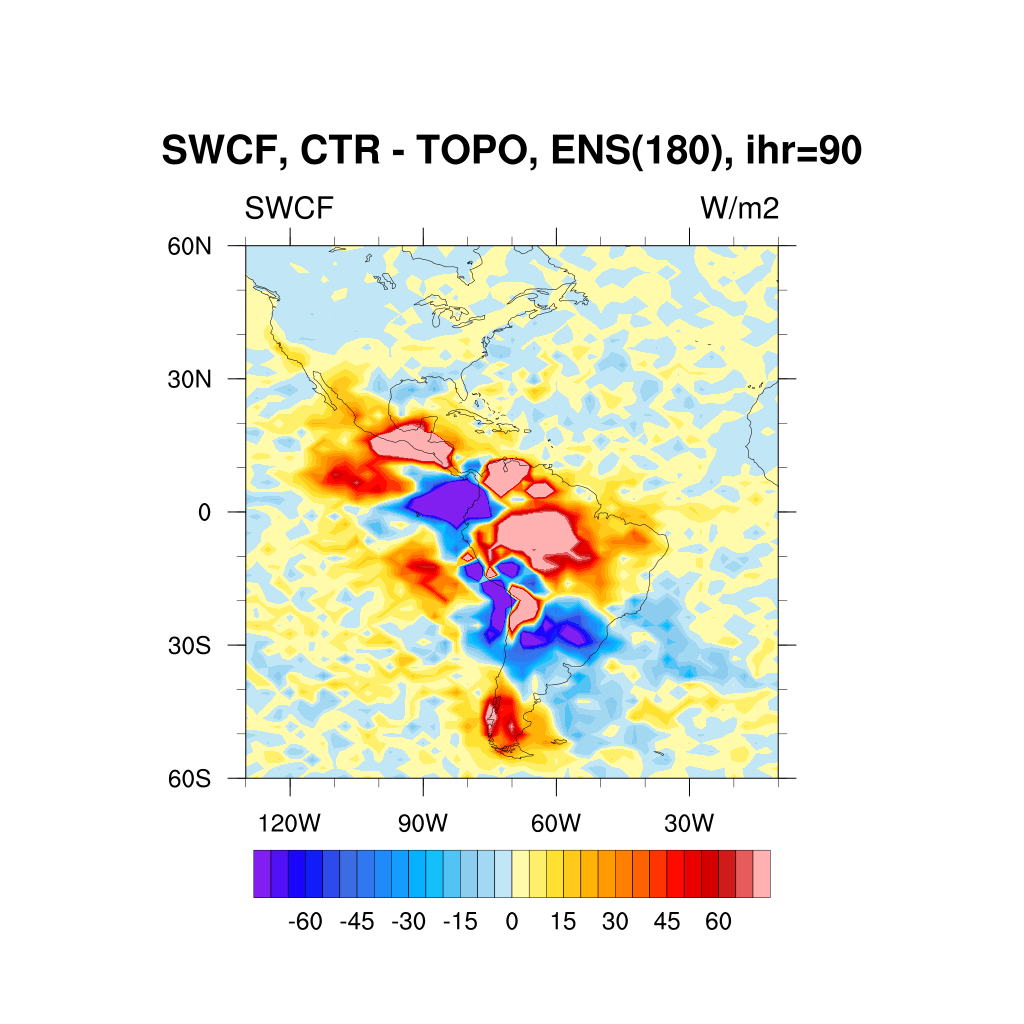 SWCF, CTR - TOPO, ENS(180), ihr=90
SWCF W/m2
60N
30N
0
30S
60S
120W 90W 60W 30W
-60 -45 -30 -15 0 15 30 45 60